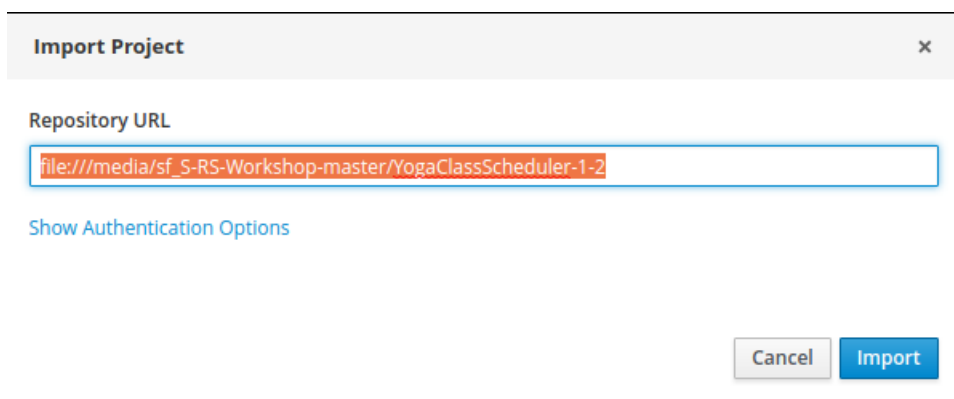 Import Project ×
Repository URL
file:///media/sf_S-RS-Workshop-master/YogaClassScheduler-1-2
Show Authentication Options
Cancel Import